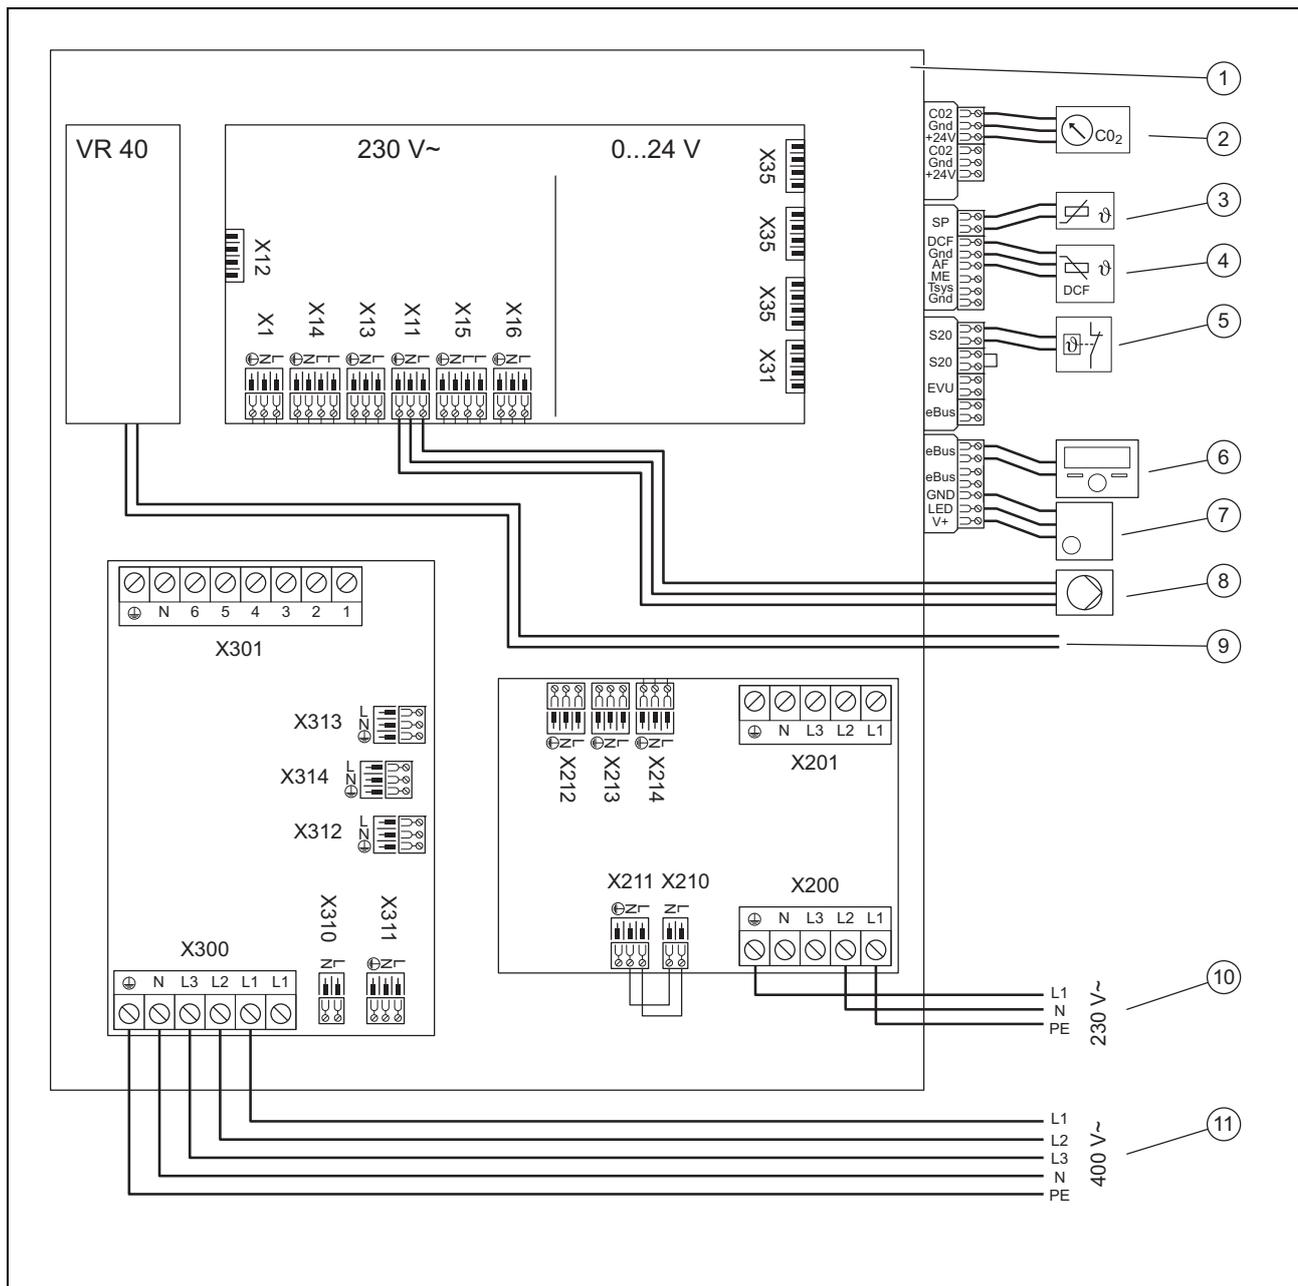 1
VR 40
230 V~
0...24 V
C02
Gnd
+24V
C02
Gnd
+24V
C0₂
2
X35
X35
X35
X31
X12
SP
DCF
Gnd
AF
ME
Tsys
Gnd
ϑ
3
ϑ
DCF
4
X1
X14
X13
X11
X15
X16
N L
N L L
N L
N L
N L L
N L
S20
S20
EVU
eBus
ϑ
5
eBus
eBus
GND
LED
V+
6
7
8
9
N 6 5 4 3 2 1
X301
X313
L
N
X314
L
N
X312
L
N
X310
N L
X311
N L
X300
N L3 L2 L1 L1
N L
N L
N L
X212
X213
X214
N L3 L2 L1
X201
X211
N L
X210
N L
X200
N L3 L2 L1
L1
N
PE
230 V~
10
L1
L2
L3
N
PE
400 V~
11